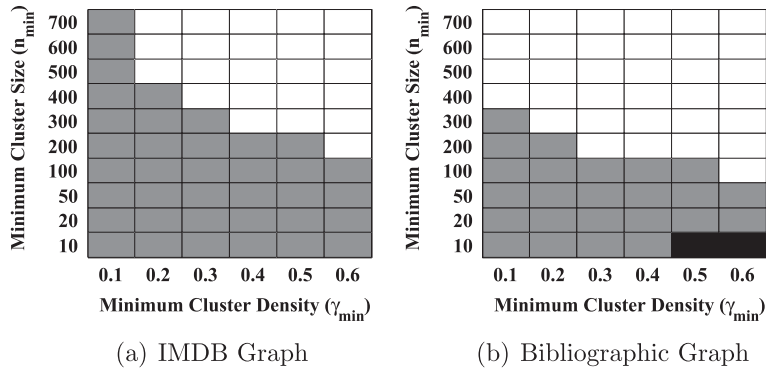 Minimum Cluster Size (n_min)
700
600
500
400
300
200
100
50
20
10
0.1 0.2 0.3 0.4 0.5 0.6
Minimum Cluster Density (γ_min)
(a) IMDB Graph
Minimum Cluster Size (n_min)
700
600
500
400
300
200
100
50
20
10
0.1 0.2 0.3 0.4 0.5 0.6
Minimum Cluster Density (γ_min)
(b) Bibliographic Graph